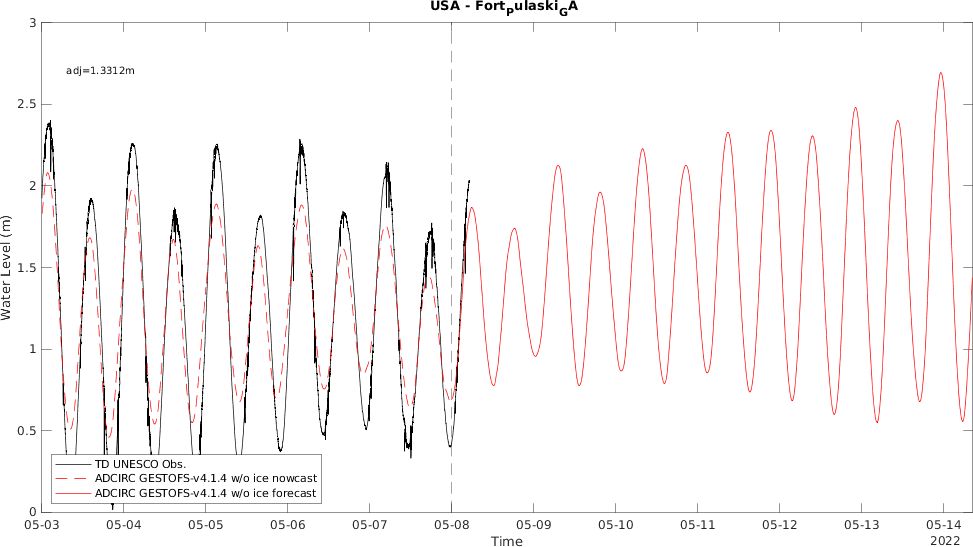 USA - FortPulaskiGA
adj=1.3312m
Water Level (m)
3
2.5
2
1.5
1
0.5
0
TD UNESCO Obs.
ADCIRC GESTOFS-v4.1.4 w/o ice nowcast
ADCIRC GESTOFS-v4.1.4 w/o ice forecast
05-03 05-04 05-05 05-06 05-07 05-08 05-09 05-10 05-11 05-12 05-13 05-14
Time
2022